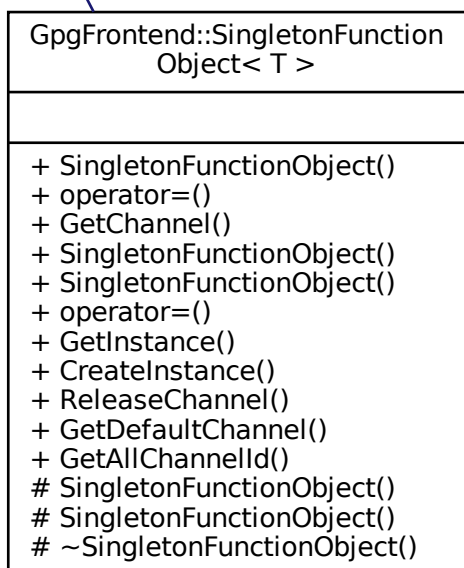 GpgFrontend::SingletonFunction
Object< T >
+ SingletonFunctionObject()
+ operator=()
+ GetChannel()
+ SingletonFunctionObject()
+ SingletonFunctionObject()
+ operator=()
+ GetInstance()
+ CreateInstance()
+ ReleaseChannel()
+ GetDefaultChannel()
+ GetAllChannelId()
# SingletonFunctionObject()
# SingletonFunctionObject()
# ~SingletonFunctionObject()